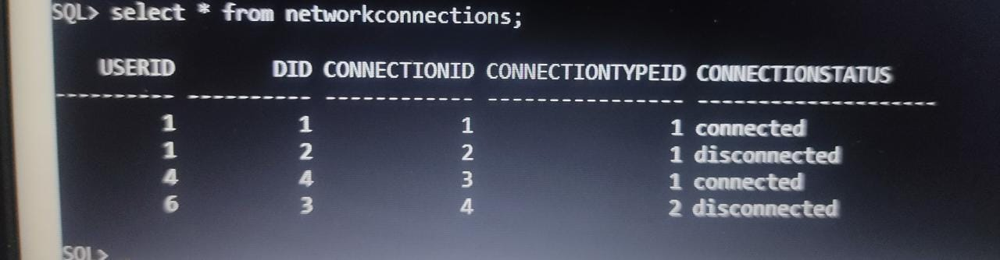 SQL> select * from networkconnections;
USERID DID CONNECTIONID CONNECTIONTYPEID CONNECTIONSTATUS
---------- ---------- ------------ ---------------- --------------------
1 1 1 1 connected
1 2 2 1 disconnected
4 4 3 1 connected
6 3 4 2 disconnected
SQL>